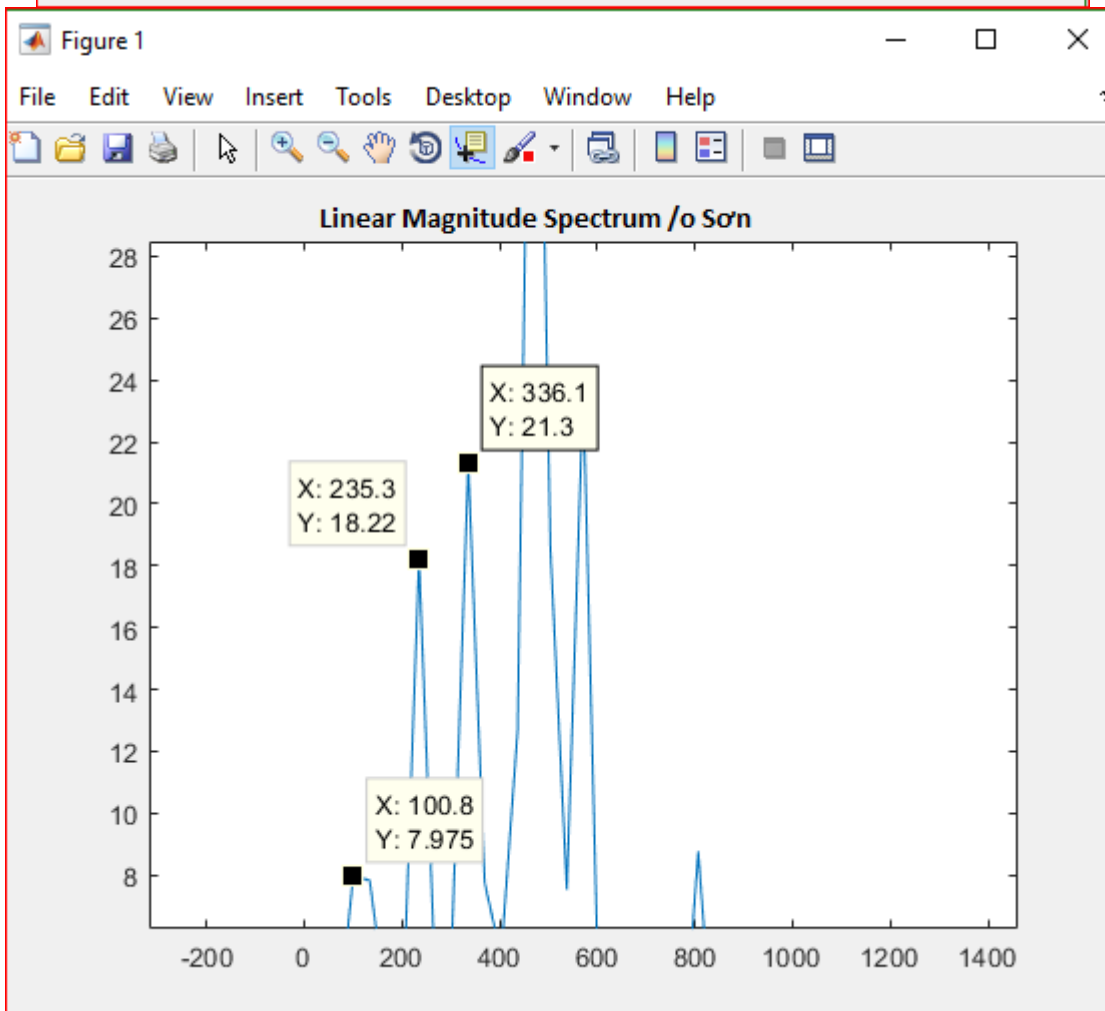 Figure 1
File Edit View Insert Tools Desktop Window Help
Linear Magnitude Spectrum /o Sơn
28
26
24
22
20
18
16
14
12
10
8
X: 336.1
Y: 21.3
X: 235.3
Y: 18.22
X: 100.8
Y: 7.975
-200 0 200 400 600 800 1000 1200 1400